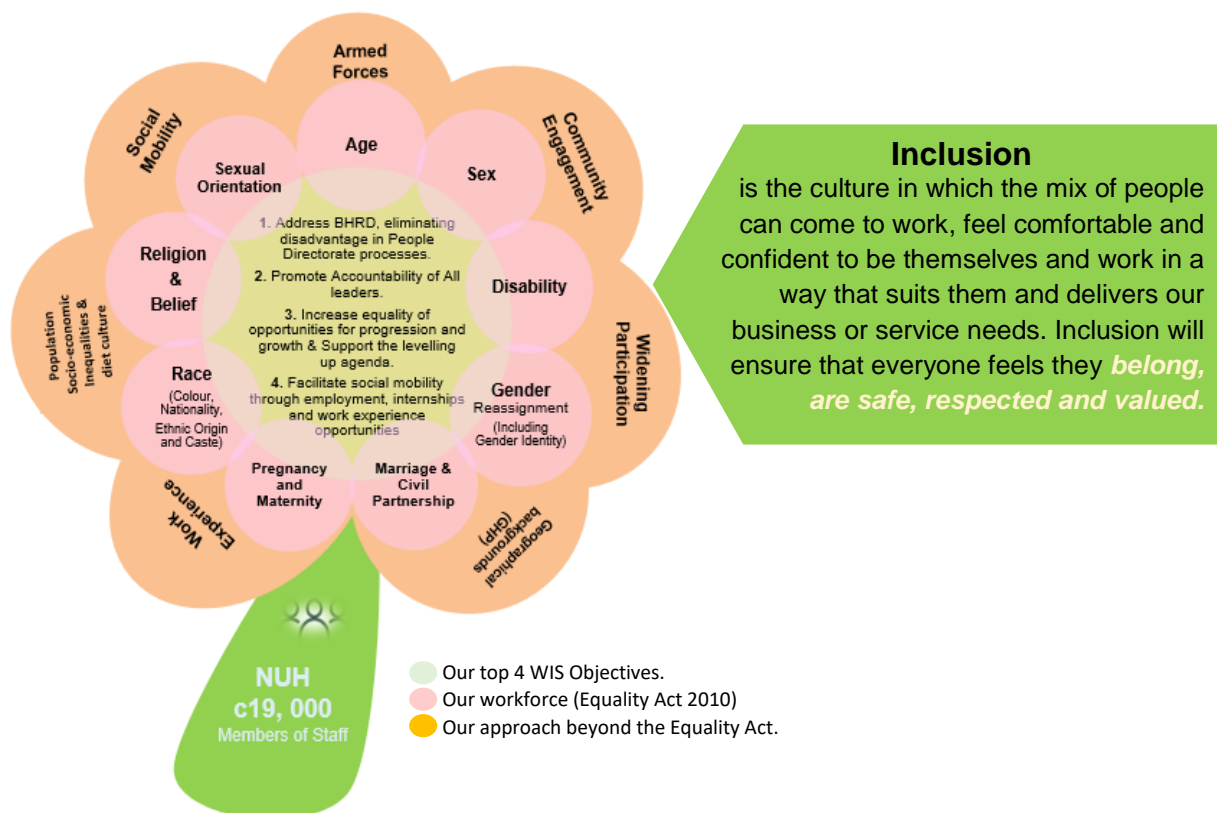 Armed
Forces
Social
Mobility
Community
Engagement
Age
Sexual
Orientation
Sex
Religion
&
Belief
Disability
Population
Socio-economic
Inequalities &
diet culture
Widening
Participation
Race
(Colour,
Nationality,
Ethnic Origin
and Caste)
Gender
Reassignment
(Including
Gender Identity)
Pregnancy
and
Maternity
Marriage &
Civil
Partnership
Work
Experience
Geographical
backgrounds
(GHP)
1. Address BHRD, eliminating
disadvantage in People
Directorate processes.
2. Promote Accountability of All
leaders.
3. Increase equality of
opportunities for progression and
growth & Support the levelling
up agenda.
4. Facilitate social mobility
through employment, internships
and work experience
opportunities
NUH
c19, 000
Members of Staff
Our top 4 WIS Objectives.
Our workforce (Equality Act 2010)
Our approach beyond the Equality Act.
Inclusion
is the culture in which the mix of people
can come to work, feel comfortable and
confident to be themselves and work in a
way that suits them and delivers our
business or service needs. Inclusion will
ensure that everyone feels they belong,
are safe, respected and valued.